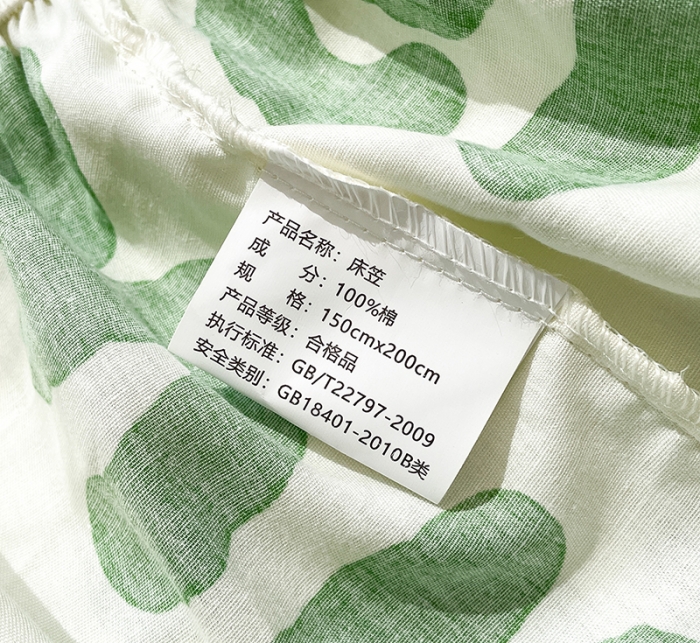 产品名称：床笠
成 分：100%棉
规 格：150cmx200cm
产品等级：合格品
执行标准：GB/T22797-2009
安全类别：GB18401-2010B类